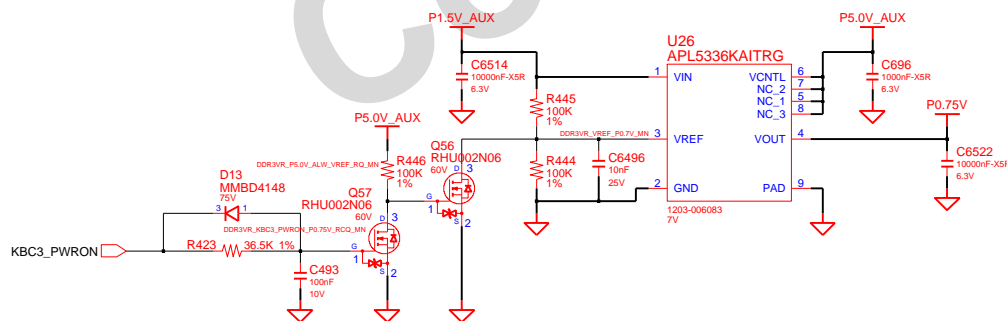 P1.5V_AUX
P5.0V_AUX
U26
APL5336KAITRG
C6514
10000nF-X5R
6.3V
1
VIN
VCNTL
6
NC_2
7
NC_1
5
NC_3
8
C696
10000nF-X5R
6.3V
R445
100K
1%
P0.75V
P5.0V_AUX
DDR3VR_VREF_P0.7V_MN
3
VREF
VOUT
4
Q56
RHU002N06
60V
DDR3VR_P5.0V_ALW_VREF_RQ_MN
R446
100K
1%
R444
100K
1%
C6496
10nF
25V
C6522
10000nF-X5R
6.3V
D
3
G
1
S
2
2
GND
PAD
9
1203-006083
7V
D13
MMBD4148
75V
3
1
Q57
RHU002N06
60V
DDR3VR_KBC3_PWRON_P0.75V_RCQ_MN
D
3
G
1
S
2
KBC3_PWRON
R423
36.5K
1%
C493
100nF
10V